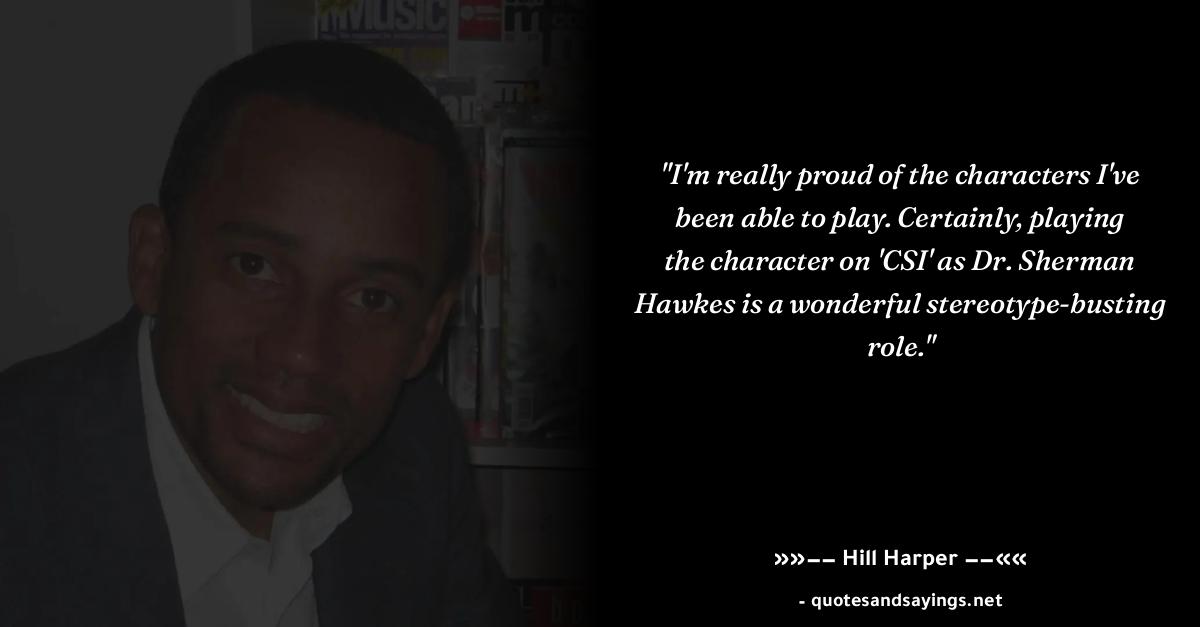 MUSIC
"I'm really proud of the characters I've
been able to play. Certainly, playing
the character on 'CSI' as Dr. Sherman
Hawkes is a wonderful stereotype-busting
role."
»»−− Hill Harper −−««
- quotesandsayings.net